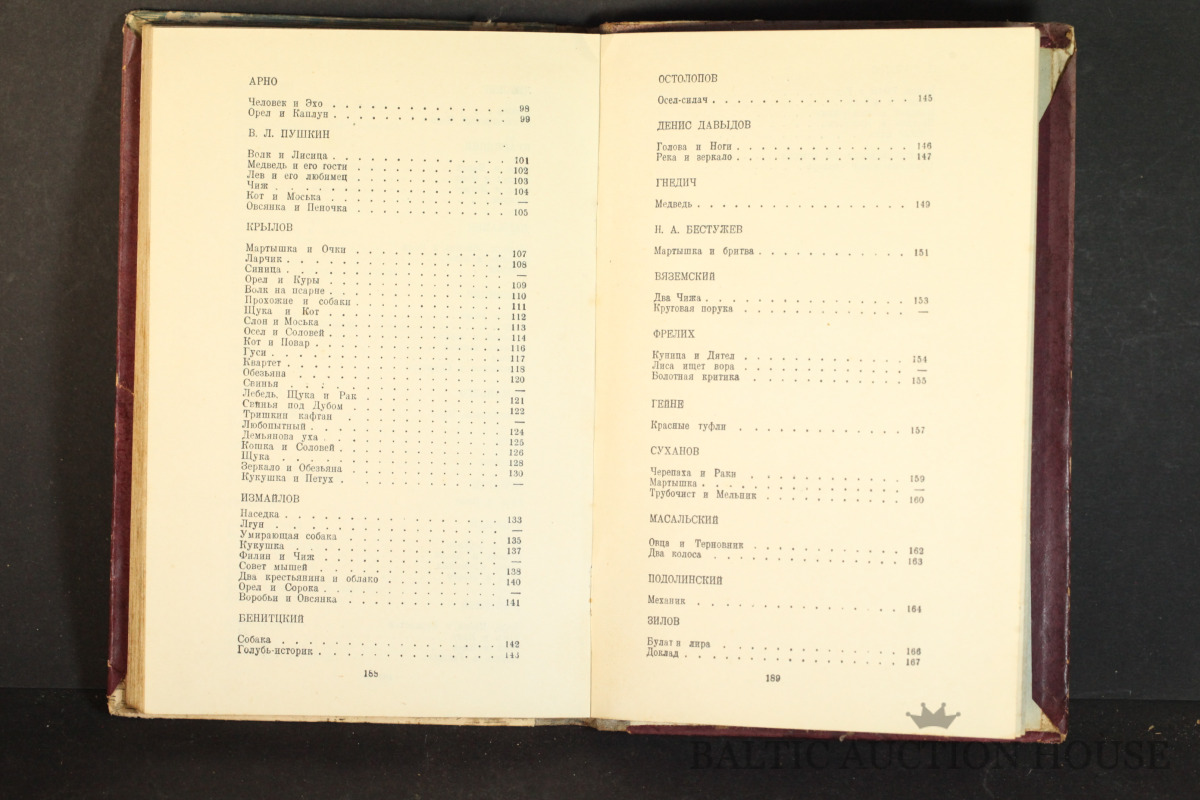 АРНО
Человек и Эхо . . . . . . . . . . . . 98
Орел и Каплун . . . . . . . . . . . . 99
В. Л. ПУШКИН
Волк и Лисица . . . . . . . . . . . . 101
Медведь и его гости . . . . . . . . . . 102
Лев и его любимец . . . . . . . . . . 103
Чиж . . . . . . . . . . . . . . . . 104
Кот и Моська . . . . . . . . . . . . —
Овсянка и Пеночка . . . . . . . . . . 105
КРЫЛОВ
Мартышка и Очки . . . . . . . . . . 107
Ларчик . . . . . . . . . . . . . . 108
Синица . . . . . . . . . . . . . . —
Орел и Куры . . . . . . . . . . . . 109
Волк на псарне . . . . . . . . . . . 110
Прохожие и собаки . . . . . . . . . . 111
Щука и Кот . . . . . . . . . . . . 112
Слон и Моська . . . . . . . . . . . 113
Осел и Соловей . . . . . . . . . . . 114
Кот и Повар . . . . . . . . . . . . 116
Гуси . . . . . . . . . . . . . . . 117
Квартет . . . . . . . . . . . . . . 118
Обезьяна . . . . . . . . . . . . . 120
Свинья . . . . . . . . . . . . . . —
Лебедь, Щука и Рак . . . . . . . . . 121
Свинья под Дубом . . . . . . . . . . 122
Тришкин кафтан . . . . . . . . . . . —
Любопытный . . . . . . . . . . . . 124
Демьянова уха . . . . . . . . . . . 125
Кошка и Соловей . . . . . . . . . . . 126
Щука . . . . . . . . . . . . . . . 128
Зеркало и Обезьяна . . . . . . . . . . 130
Кукушка и Петух . . . . . . . . . . . —
ИЗМАЙЛОВ
Наседка . . . . . . . . . . . . . . 133
Лгун . . . . . . . . . . . . . . . —
Умирающая собака . . . . . . . . . . 135
Кукушка . . . . . . . . . . . . . . 137
Филин и Чиж . . . . . . . . . . . . —
Совет мышей . . . . . . . . . . . . 138
Два крестьянина и облако . . . . . . . . 140
Орел и Сорока . . . . . . . . . . . . —
Воробьи и Овсянка . . . . . . . . . . 141
БЕНИТЦКИЙ
Собака . . . . . . . . . . . . . . 142
Голубь-историк . . . . . . . . . . . . 143
188
ОСТОЛОПОВ
Осел-силач . . . . . . . . . . . . . 145
ДЕНИС ДАВЫДОВ
Голова и Ноги . . . . . . . . . . . . 146
Река и зеркало . . . . . . . . . . . . 147
ГНЕДИЧ
Медведь . . . . . . . . . . . . . . 149
Н. А. БЕСТУЖЕВ
Мартышка и бритва . . . . . . . . . . 151
ВЯЗЕМСКИЙ
Два Чижа . . . . . . . . . . . . . 153
Круговая порука . . . . . . . . . . . —
ФРЕЛИХ
Куница и Дятел . . . . . . . . . . . 154
Лиса ищет вора . . . . . . . . . . . —
Болотная критика . . . . . . . . . . . 155
ГЕЙНЕ
Красные туфли . . . . . . . . . . . 157
СУХАНОВ
Черепаха и Раки . . . . . . . . . . . 159
Мартышка . . . . . . . . . . . . . —
Трубочист и Мельник . . . . . . . . . 160
МАСАЛЬСКИЙ
Овца и Терновник . . . . . . . . . . 162
Два колоса . . . . . . . . . . . . 163
ПОДОЛИНСКИЙ
Механик . . . . . . . . . . . . . 164
ЗИЛОВ
Булат и лира . . . . . . . . . . . . 166
Доклад . . . . . . . . . . . . . . 167
189
BALTIC AUCTION HOUSE